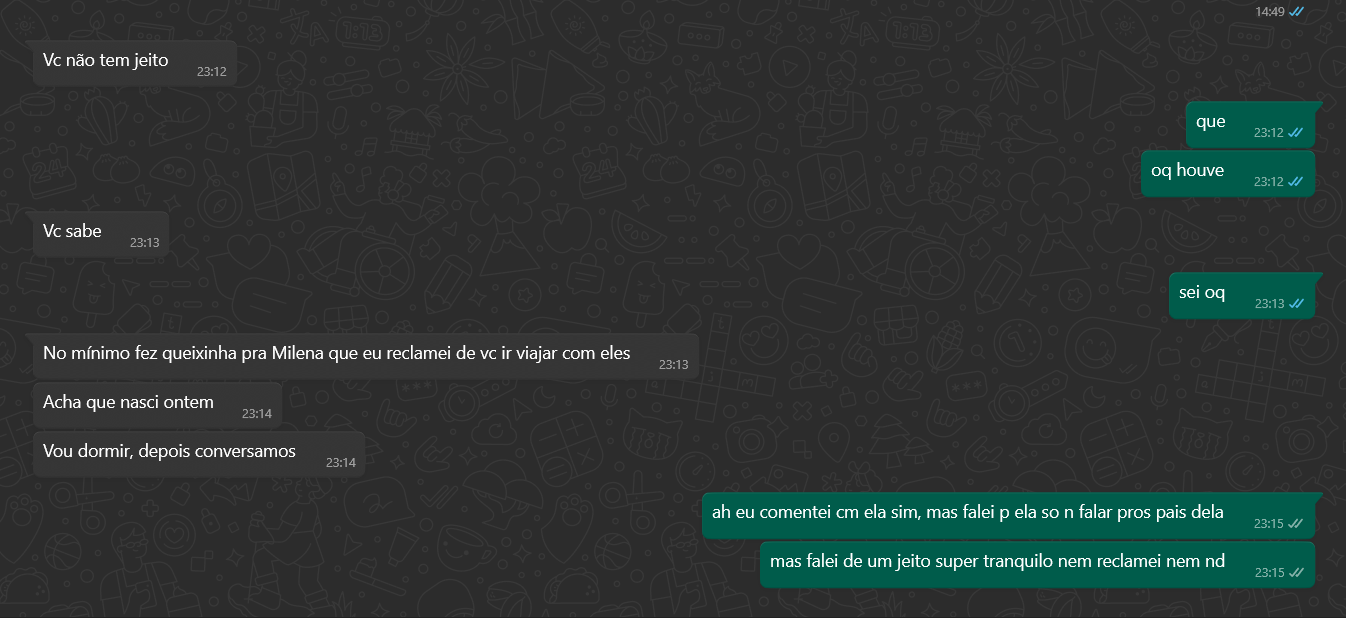 14:49
Vc não tem jeito 23:12
que 23:12
oq houve 23:12
Vc sabe 23:13
sei oq 23:13
No mínimo fez queixinha pra Milena que eu reclamei de vc ir viajar com eles 23:13
Acha que nasci ontem 23:14
Vou dormir, depois conversamos 23:14
ah eu comentei cm ela sim, mas falei p ela so n falar pros pais dela 23:15
mas falei de um jeito super tranquilo nem reclamei nem nd 23:15